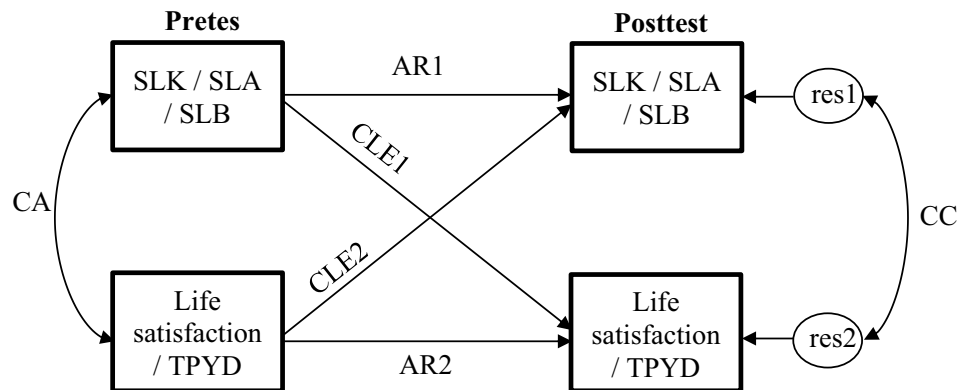 Pretes
Posttest
SLK / SLA
/ SLB
AR1
SLK / SLA
/ SLB
res1
CLE1
CA
CC
CLE2
Life
satisfaction
/ TPYD
AR2
Life
satisfaction
/ TPYD
res2